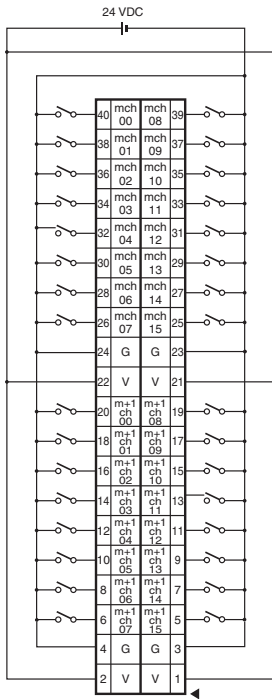 24 VDC
40 mch 00 mch 08 39
38 mch 01 mch 09 37
36 mch 02 mch 10 35
34 mch 03 mch 11 33
32 mch 04 mch 12 31
30 mch 05 mch 13 29
28 mch 06 mch 14 27
26 mch 07 mch 15 25
24 G G 23
22 V V 21
20 m+1 ch 00 m+1 ch 08 19
18 m+1 ch 01 m+1 ch 09 17
16 m+1 ch 02 m+1 ch 10 15
14 m+1 ch 03 m+1 ch 11 13
12 m+1 ch 04 m+1 ch 12 11
10 m+1 ch 05 m+1 ch 13 9
8 m+1 ch 06 m+1 ch 14 7
6 m+1 ch 07 m+1 ch 15 5
4 G G 3
2 V V 1